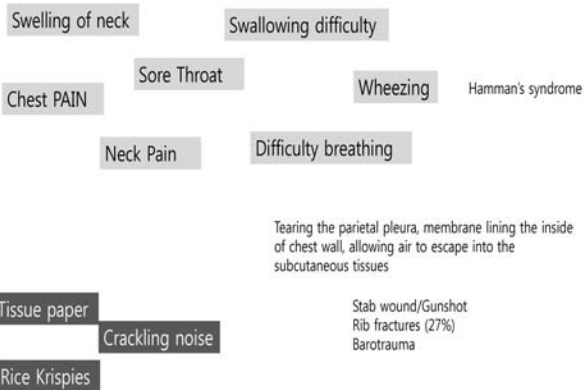 Swelling of neck
Swallowing difficulty
Sore Throat
Wheezing
Hamman's syndrome
Chest PAIN
Neck Pain
Difficulty breathing
Tearing the parietal pleura, membrane lining the inside
of chest wall, allowing air to escape into the
subcutaneous tissues
Tissue paper
Crackling noise
Rice Krispies
Stab wound/Gunshot
Rib fractures (27%)
Barotrauma